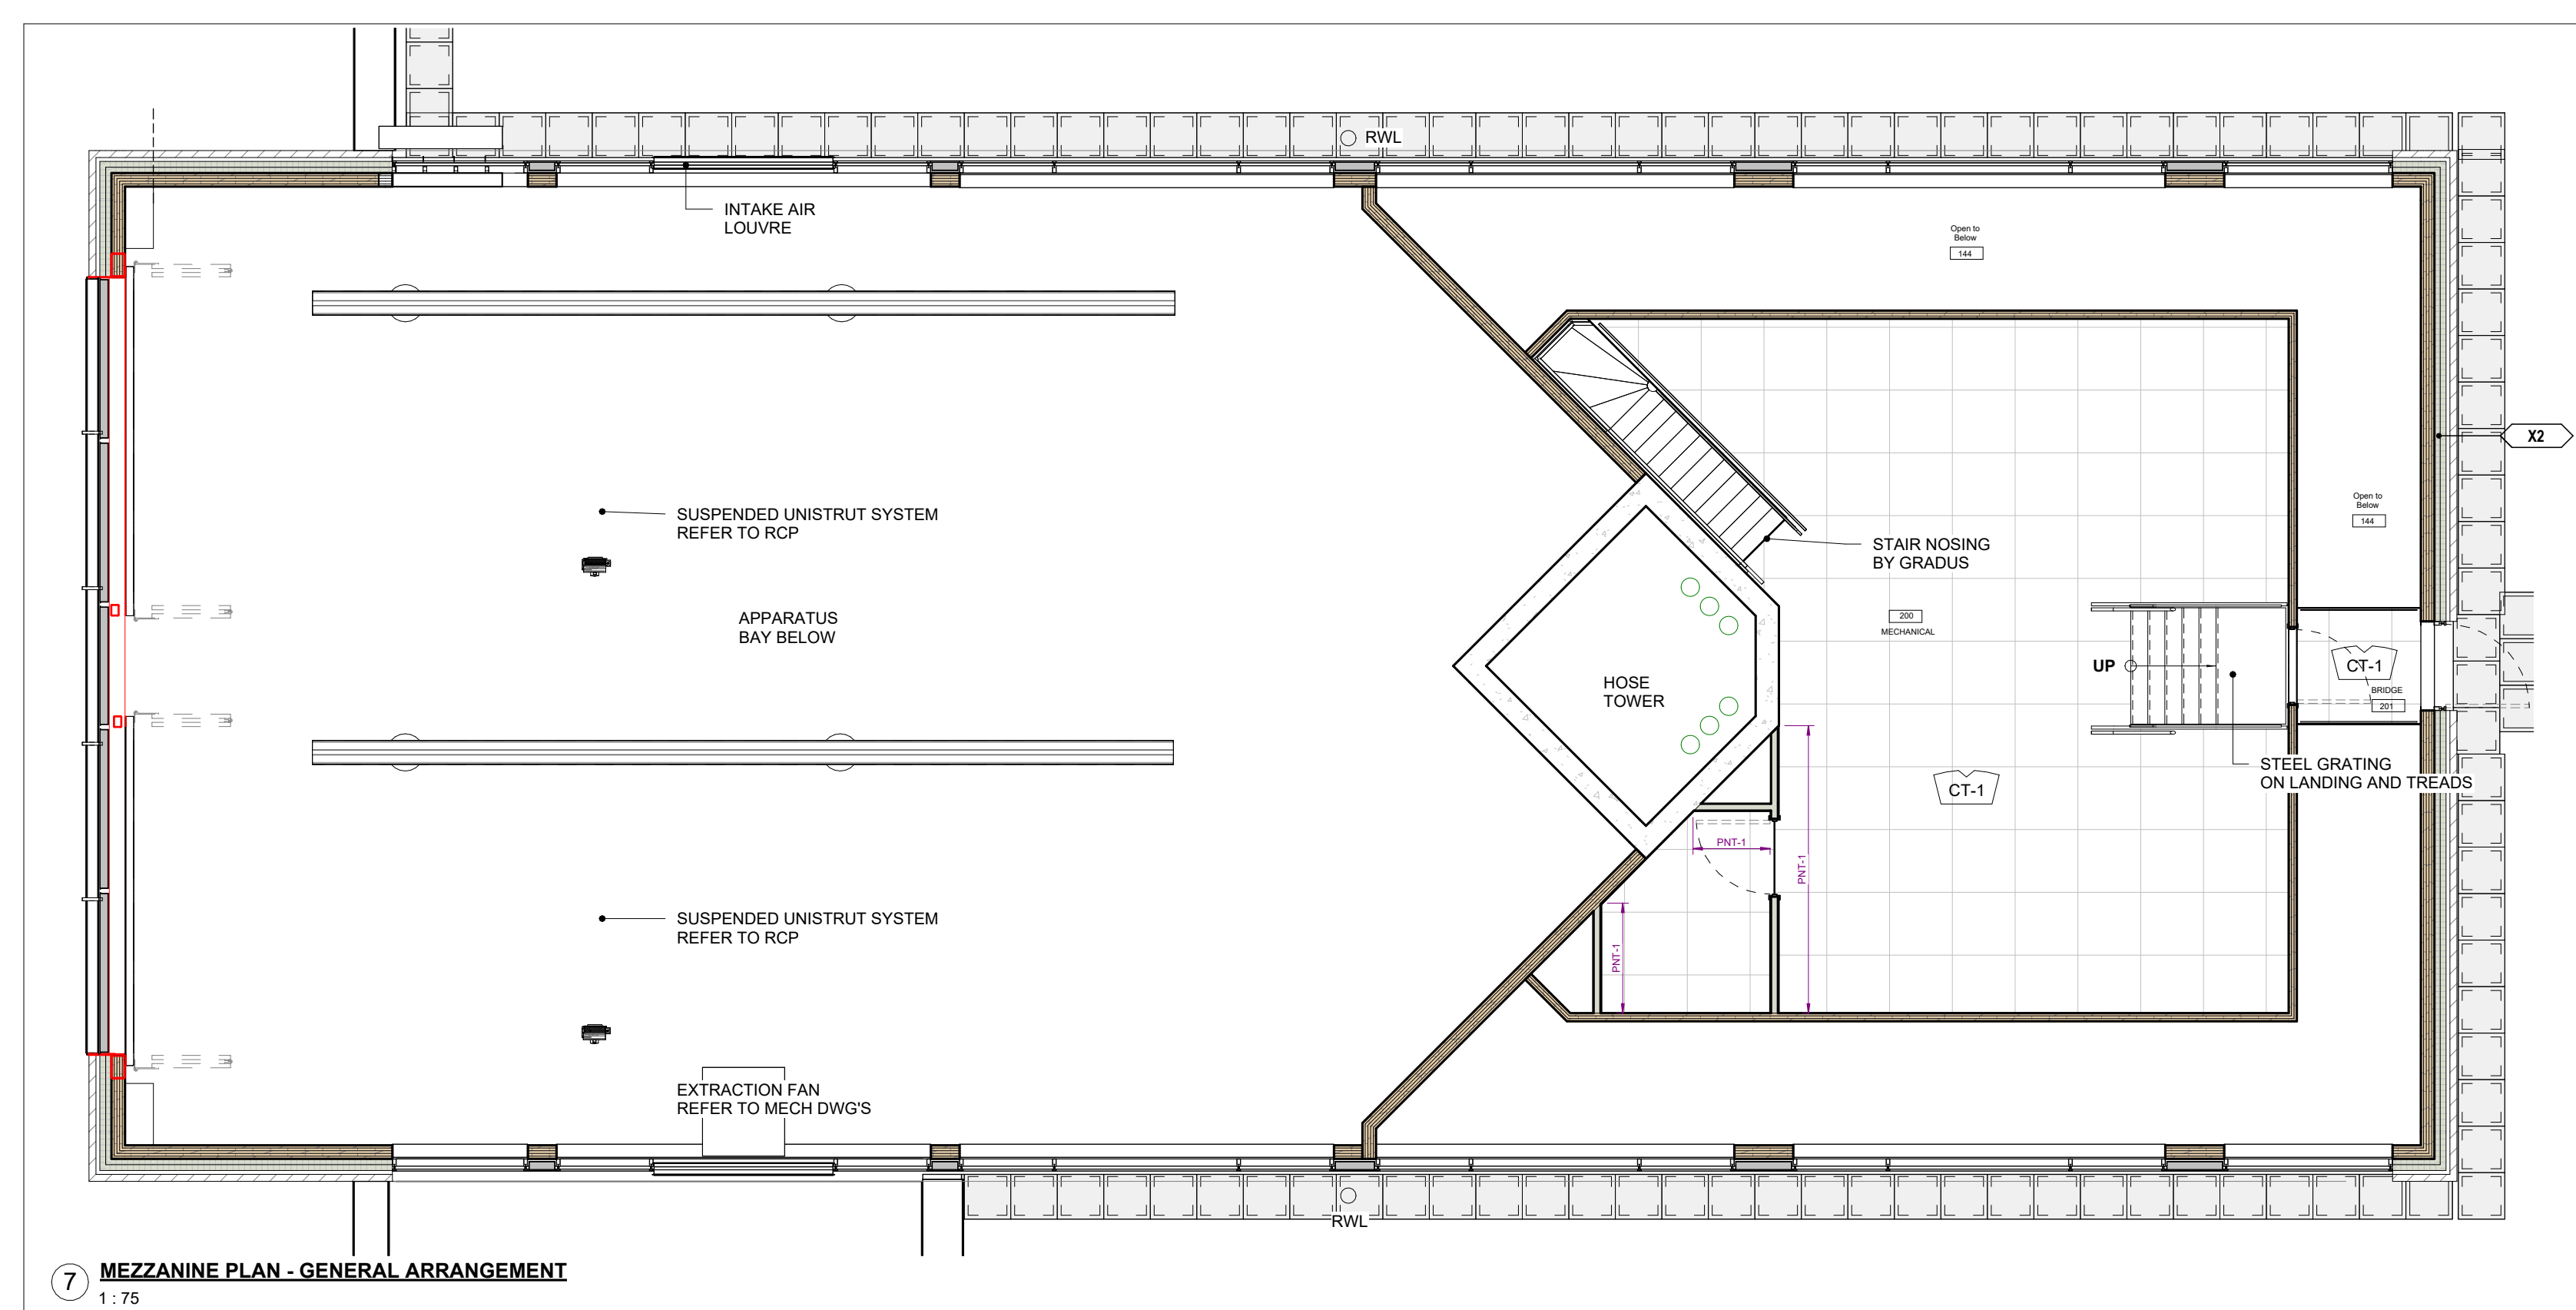 RWL
INTAKE AIR
LOUVRE
Open to
Below
144
X2
Open to
Below
144
SUSPENDED UNISTRUT SYSTEM
REFER TO RCP
STAIR NOSING
BY GRADUS
APPARATUS
BAY BELOW
200
MECHANICAL
HOSE
TOWER
UP
CT-1
BRIDGE
201
STEEL GRATING
ON LANDING AND TREADS
CT-1
PNT-1
PNT-1
PNT-1
SUSPENDED UNISTRUT SYSTEM
REFER TO RCP
EXTRACTION FAN
REFER TO MECH DWG'S
RWL
7
MEZZANINE PLAN - GENERAL ARRANGEMENT
1 : 75